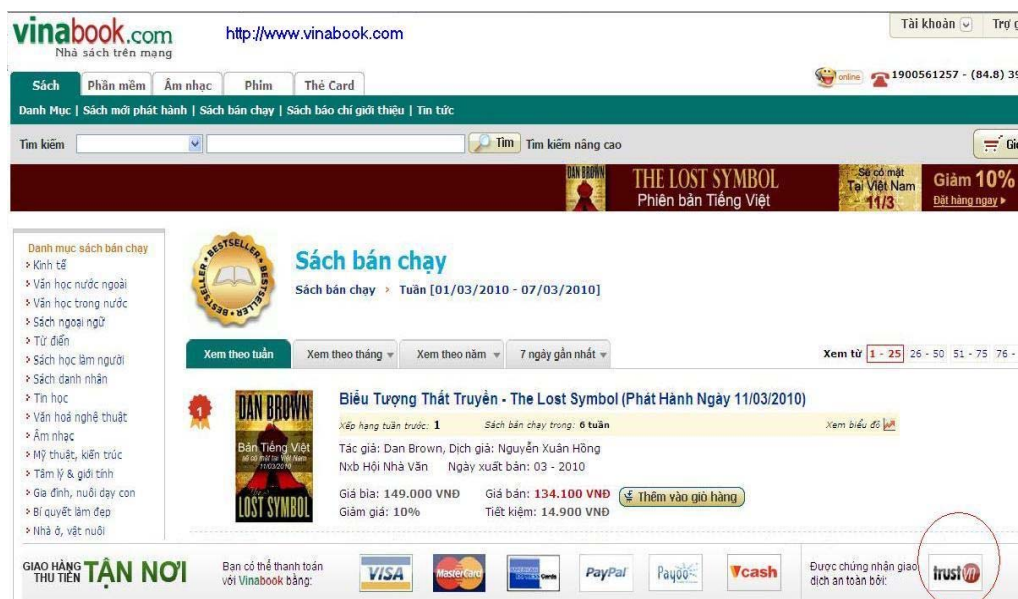 vinabook.com
http://www.vinabook.com
Nhà sách trên mạng
Tài khoản Trợ g
Sách Phần mềm Âm nhạc Phim Thẻ Card
online 1900561257 - (84.8) 39
Danh Mục | Sách mới phát hành | Sách bán chạy | Sách báo chí giới thiệu | Tin tức
Tìm kiếm Tìm Tìm kiếm nâng cao
DAN BROWN
THE LOST SYMBOL
Phiên bản Tiếng Việt
Sẽ có mặt
Tại Việt Nam
11/3
Giảm 10%
Đặt hàng ngay
Danh mục sách bán chạy
Kinh tế
Văn học nước ngoài
Văn học trong nước
Sách ngoại ngữ
Từ điển
Sách học làm người
Sách danh nhân
Tin học
Văn hoá nghệ thuật
Âm nhạc
Mỹ thuật, kiến trúc
Tâm lý & giới tính
Gia đình, nuôi dạy con
Bí quyết làm đẹp
Nhà ở, vật nuôi
BESTSELLER BESTSELLER
Sách bán chạy
Sách bán chạy > Tuần [01/03/2010 - 07/03/2010]
Xem theo tuần Xem theo tháng Xem theo năm 7 ngày gần nhất
Xem từ 1 - 25 26 - 50 51 - 75 76 -
1
DAN BROWN
Bản Tiếng Việt
sẽ có mặt tại Việt Nam
11/03/2010
LOST SYMBOL
Biểu Tượng Thất Truyền - The Lost Symbol (Phát Hành Ngày 11/03/2010)
Xếp hạng tuần trước: 1 Sách bán chạy trong: 6 tuần Xem biểu đồ
Tác giả: Dan Brown, Dịch giả: Nguyễn Xuân Hồng
Nxb Hội Nhà Văn Ngày xuất bản: 03 - 2010
Giá bìa: 149.000 VNĐ Giá bán: 134.100 VNĐ Thêm vào giỏ hàng
Giảm giá: 10% Tiết kiệm: 14.900 VNĐ
GIAO HÀNG
THU TIỀN TẬN NƠI
Bạn có thể thanh toán
với Vinabook bằng:
VISA MasterCard PayPal Payoo Vcash
Được chứng nhận giao
dịch an toàn bởi:
trustvn